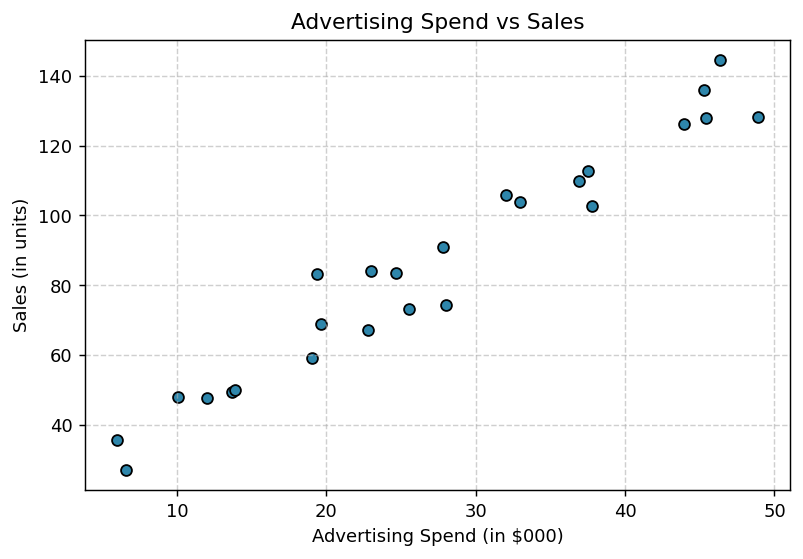 Advertising Spend vs Sales
140
120
100
80
60
40
Sales (in units)
10 20 30 40 50
Advertising Spend (in $000)